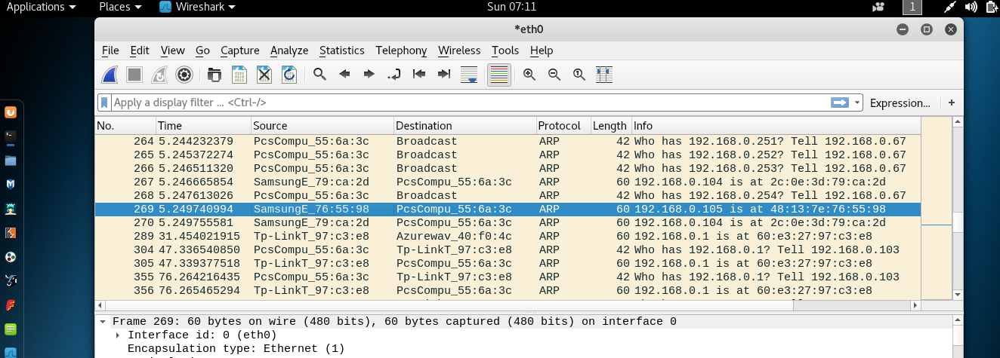 Applications Places Wireshark Sun 07:11 1
*eth0
File Edit View Go Capture Analyze Statistics Telephony Wireless Tools Help
Apply a display filter ... <Ctrl-/> Expression... +
No. Time Source Destination Protocol Length Info
264 5.244232379 PcsCompu_55:6a:3c Broadcast ARP 42 Who has 192.168.0.251? Tell 192.168.0.67
265 5.245372274 PcsCompu_55:6a:3c Broadcast ARP 42 Who has 192.168.0.252? Tell 192.168.0.67
266 5.246511320 PcsCompu_55:6a:3c Broadcast ARP 42 Who has 192.168.0.253? Tell 192.168.0.67
267 5.246665854 SamsungE_79:ca:2d PcsCompu_55:6a:3c ARP 60 192.168.0.104 is at 2c:0e:3d:79:ca:2d
268 5.247613026 PcsCompu_55:6a:3c Broadcast ARP 42 Who has 192.168.0.254? Tell 192.168.0.67
269 5.249740994 SamsungE_76:55:98 PcsCompu_55:6a:3c ARP 60 192.168.0.105 is at 48:13:7e:76:55:98
270 5.249755581 SamsungE_79:ca:2d PcsCompu_55:6a:3c ARP 60 192.168.0.104 is at 2c:0e:3d:79:ca:2d
289 31.454021915 Tp-LinkT_97:c3:e8 Azurewav_40:f0:4c ARP 60 192.168.0.1 is at 60:e3:27:97:c3:e8
304 47.336540850 PcsCompu_55:6a:3c Tp-LinkT_97:c3:e8 ARP 42 Who has 192.168.0.1? Tell 192.168.0.103
305 47.339377518 Tp-LinkT_97:c3:e8 PcsCompu_55:6a:3c ARP 60 192.168.0.1 is at 60:e3:27:97:c3:e8
355 76.264216435 PcsCompu_55:6a:3c Tp-LinkT_97:c3:e8 ARP 42 Who has 192.168.0.1? Tell 192.168.0.103
356 76.265465294 Tp-LinkT_97:c3:e8 PcsCompu_55:6a:3c ARP 60 192.168.0.1 is at 60:e3:27:97:c3:e8
Frame 269: 60 bytes on wire (480 bits), 60 bytes captured (480 bits) on interface 0
Interface id: 0 (eth0)
Encapsulation type: Ethernet (1)